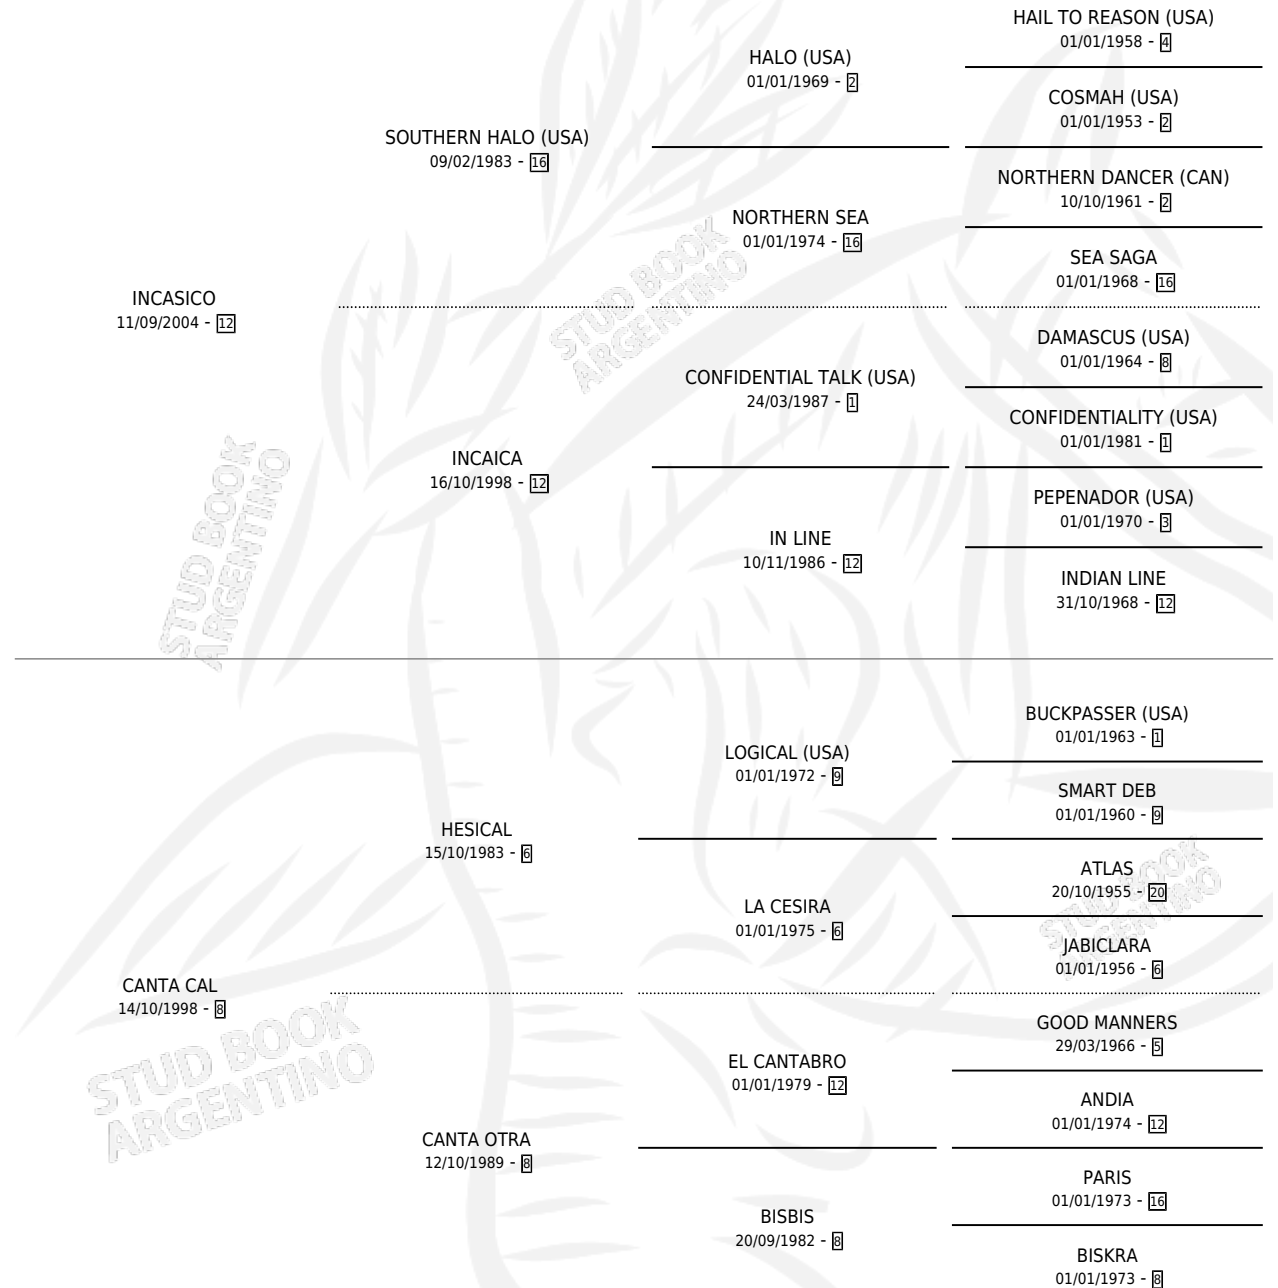 HAIL TO REASON (USA)
01/01/1958 - 4
HALO (USA)
01/01/1969 - 2
COSMAH (USA)
01/01/1953 - 2
SOUTHERN HALO (USA)
09/02/1983 - 16
NORTHERN DANCER (CAN)
10/10/1961 - 2
NORTHERN SEA
01/01/1974 - 16
SEA SAGA
01/01/1968 - 16
INCASICO
11/09/2004 - 12
DAMASCUS (USA)
01/01/1964 - 8
CONFIDENTIAL TALK (USA)
24/03/1987 - 1
CONFIDENTIALITY (USA)
01/01/1981 - 1
INCAICA
16/10/1998 - 12
PEPENADOR (USA)
01/01/1970 - 3
IN LINE
10/11/1986 - 12
INDIAN LINE
31/10/1968 - 12
STUD BOOK
ARGENTINO
STUD BOOK
ARGENTINO
BUCKPASSER (USA)
01/01/1963 - 1
LOGICAL (USA)
01/01/1972 - 9
SMART DEB
01/01/1960 - 9
HESICAL
15/10/1983 - 6
ATLAS
20/10/1955 - 20
LA CESIRA
01/01/1975 - 6
JABICLARA
01/01/1956 - 6
CANTA CAL
14/10/1998 - 8
GOOD MANNERS
29/03/1966 - 5
EL CANTABRO
01/01/1979 - 12
ANDIA
01/01/1974 - 12
CANTA OTRA
12/10/1989 - 8
PARIS
01/01/1973 - 16
BISBIS
20/09/1982 - 8
BISKRA
01/01/1973 - 8
STUD BOOK
ARGENTINO
STUD BOOK
ARGENTINO